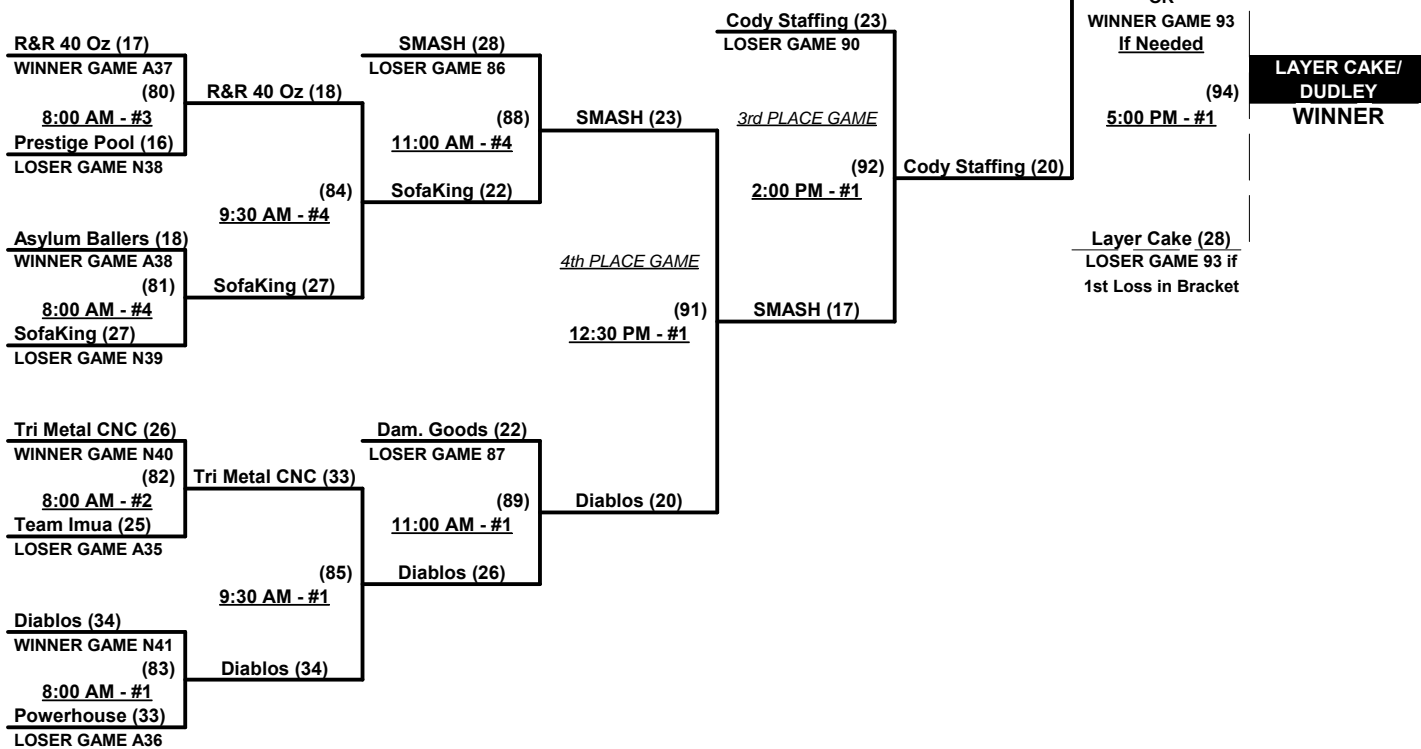 R&R 40 Oz (17)
WINNER GAME A37
(80)
8:00 AM - #3
Prestige Pool (16)
LOSER GAME N38
Asylum Ballers (18)
WINNER GAME A38
(81)
8:00 AM - #4
SofaKing (27)
LOSER GAME N39
Tri Metal CNC (26)
WINNER GAME N40
(82)
8:00 AM - #2
Team Imua (25)
LOSER GAME A35
Diablos (34)
WINNER GAME N41
(83)
8:00 AM - #1
Powerhouse (33)
LOSER GAME A36
R&R 40 Oz (18)
(84)
9:30 AM - #4
SofaKing (27)
Tri Metal CNC (33)
(85)
9:30 AM - #1
Diablos (34)
SMASH (28)
LOSER GAME 86
(88)
11:00 AM - #4
SofaKing (22)
Dam. Goods (22)
LOSER GAME 87
(89)
11:00 AM - #1
Diablos (26)
SMASH (23)
4th PLACE GAME
(91)
12:30 PM - #1
Diablos (20)
Cody Staffing (23)
LOSER GAME 90
3rd PLACE GAME
(92)
2:00 PM - #1
SMASH (17)
Cody Staffing (20)
WINNER GAME 93
If Needed
(94)
5:00 PM - #1
Layer Cake (28)
LOSER GAME 93 if
1st Loss in Bracket
LAYER CAKE/
DUDLEY
WINNER